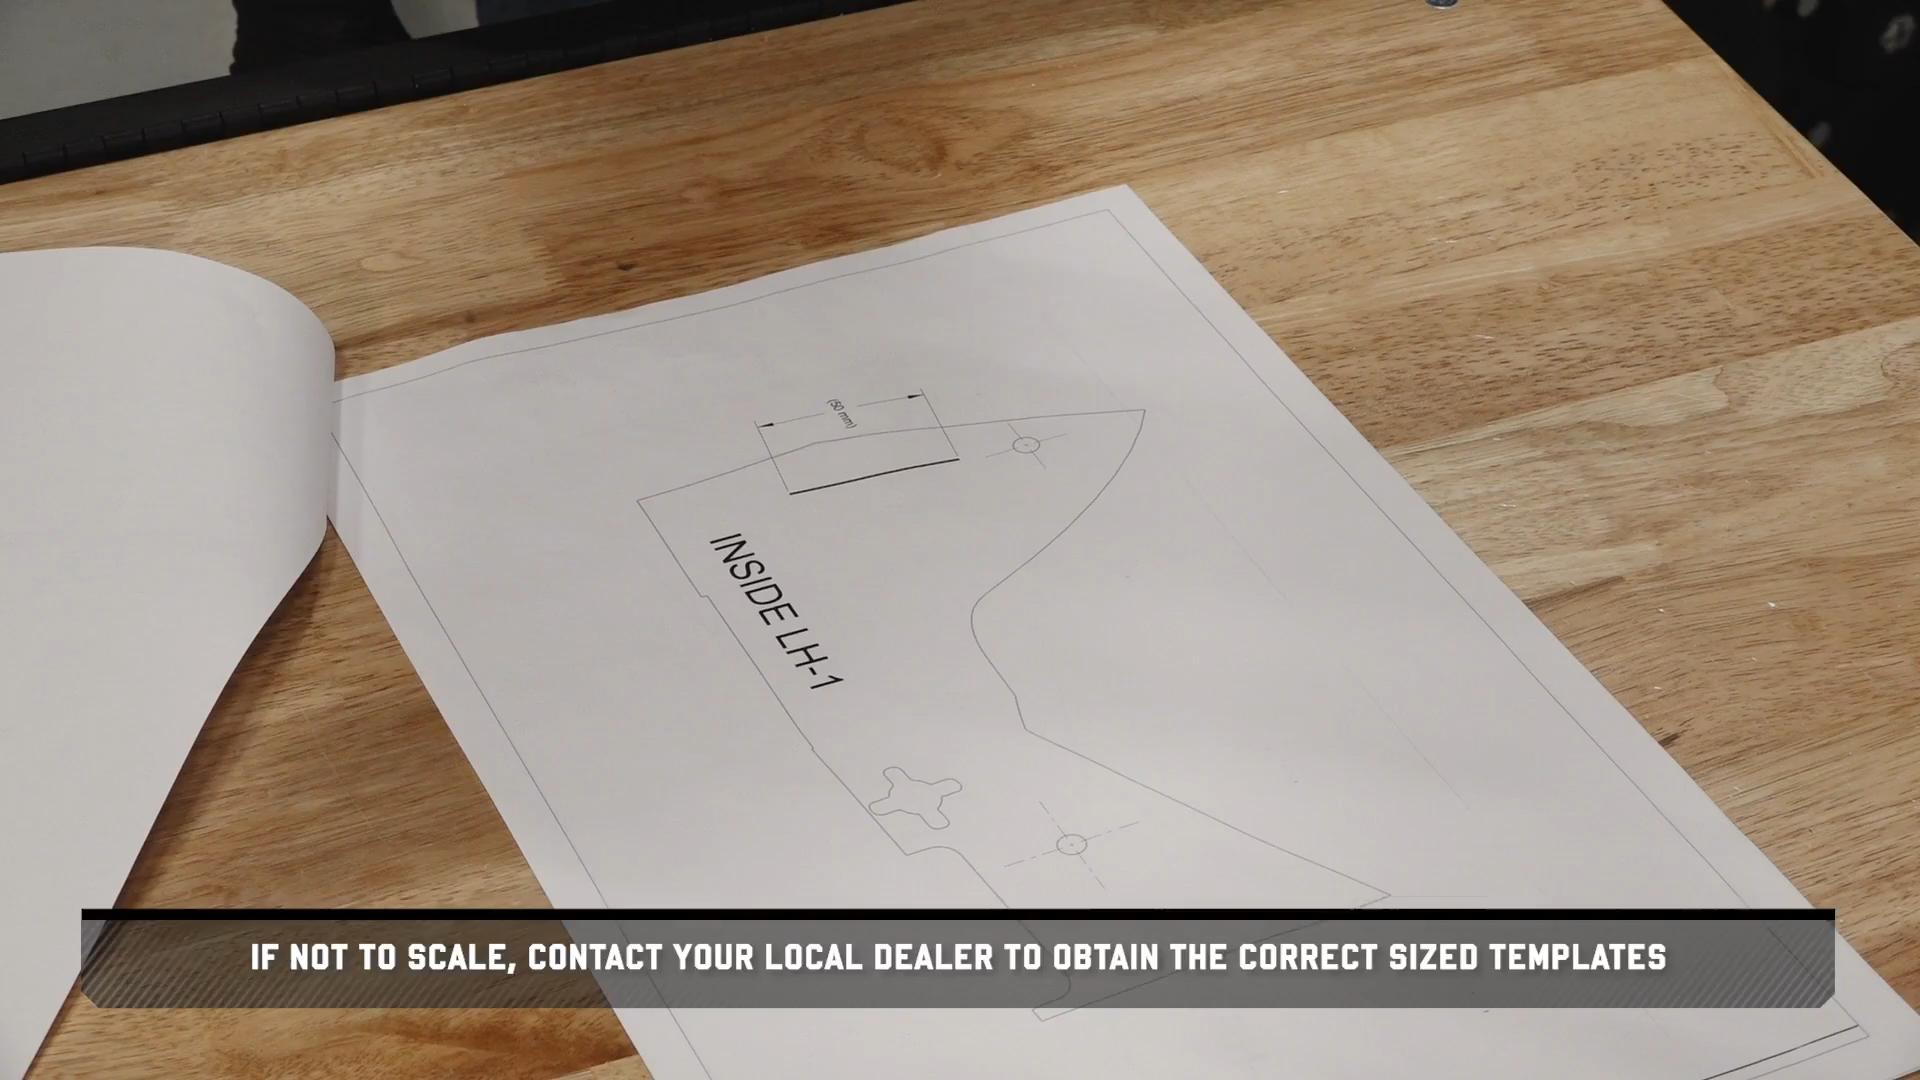 (50 mm)
INSIDE LH-1
IF NOT TO SCALE, CONTACT YOUR LOCAL DEALER TO OBTAIN THE CORRECT SIZED TEMPLATES